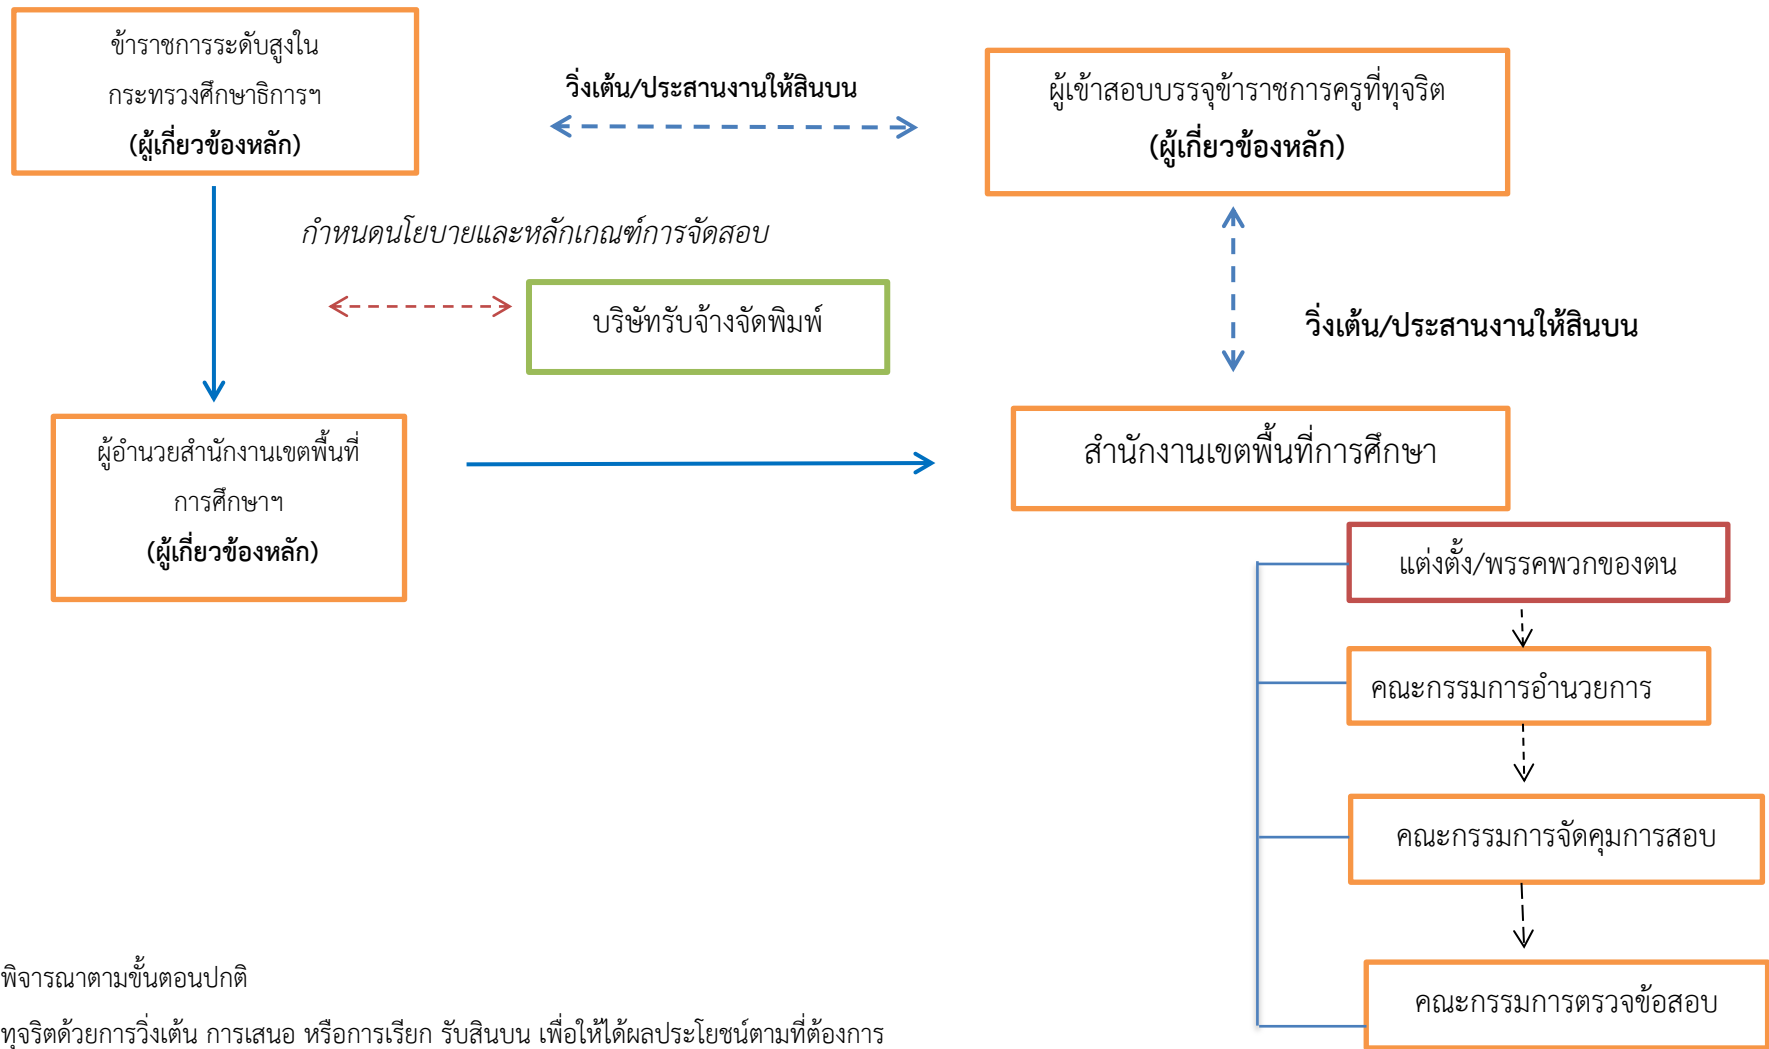 ข้าราชการระดับสูงใน
กระทรวงศึกษาธิการฯ
(ผู้เกี่ยวข้องหลัก)
วิ่งเต้น/ประสานงานให้สินบน
ผู้เข้าสอบบรรจุข้าราชการครูที่ทุจริต
(ผู้เกี่ยวข้องหลัก)
กำหนดนโยบายและหลักเกณฑ์การจัดสอบ
บริษัทรับจ้างจัดพิมพ์
วิ่งเต้น/ประสานงานให้สินบน
ผู้อำนวยสำนักงานเขตพื้นที่
การศึกษาฯ
(ผู้เกี่ยวข้องหลัก)
สำนักงานเขตพื้นที่การศึกษา
แต่งตั้ง/พรรคพวกของตน
คณะกรรมการอำนวยการ
คณะกรรมการจัดคุมการสอบ
คณะกรรมการตรวจข้อสอบ
พิจารณาตามขั้นตอนปกติ
ทุจริตด้วยการวิ่งเต้น การเสนอ หรือการเรียก รับสินบน เพื่อให้ได้ผลประโยชน์ตามที่ต้องการ